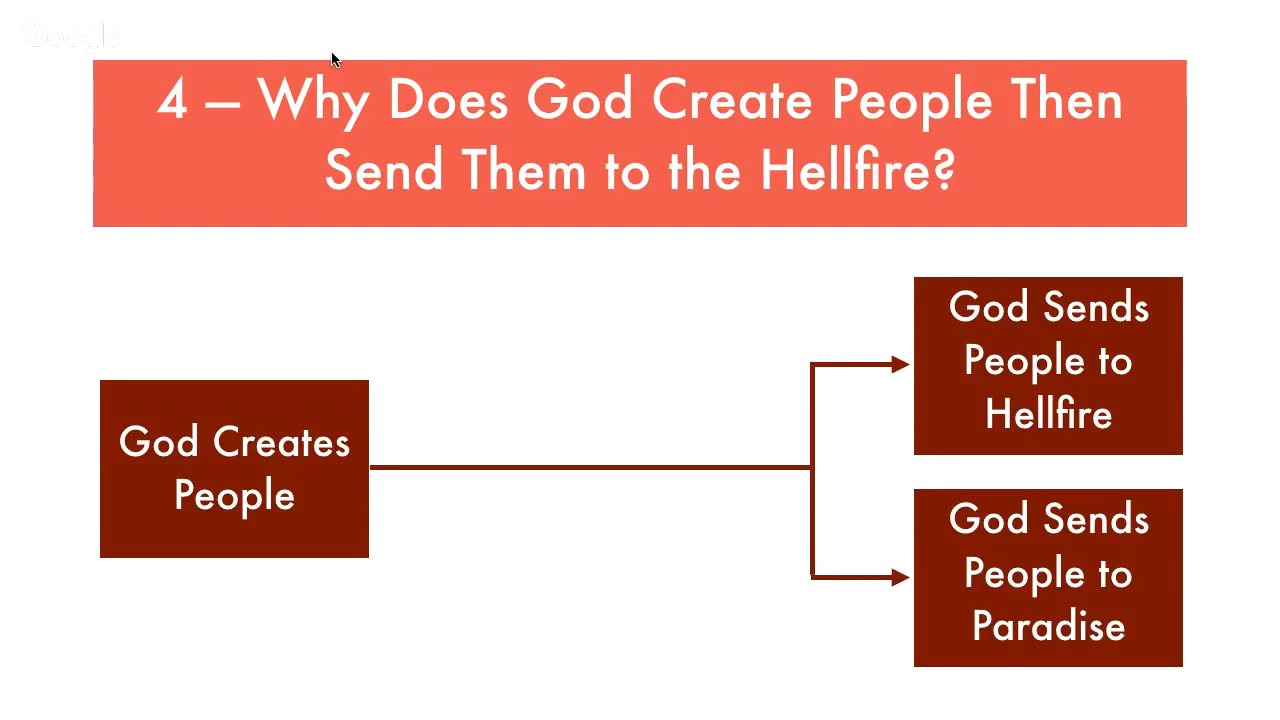 Google
4 — Why Does God Create People Then
Send Them to the Hellfire?
God Sends
People to
Hellfire
God Creates
People
God Sends
People to
Paradise